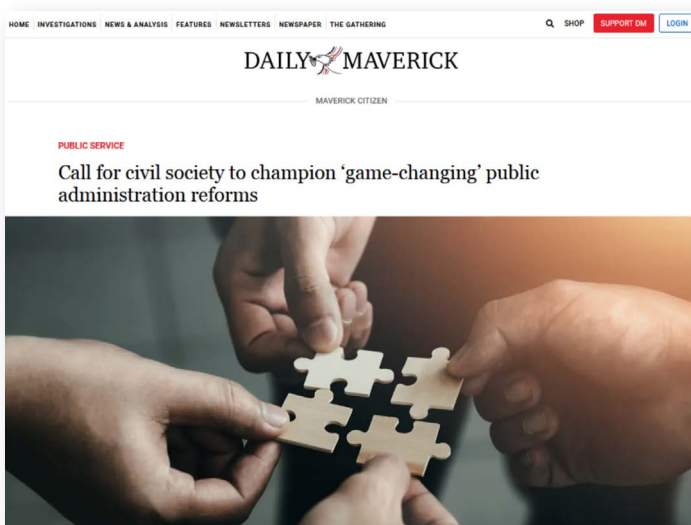 HOME INVESTIGATIONS NEWS & ANALYSIS FEATURES NEWSLETTERS NEWSPAPER THE GATHERING SHOP SUPPORT DM LOGIN
DAILY MAVERICK
MAVERICK CITIZEN
PUBLIC SERVICE
Call for civil society to champion ‘game-changing’ public
administration reforms